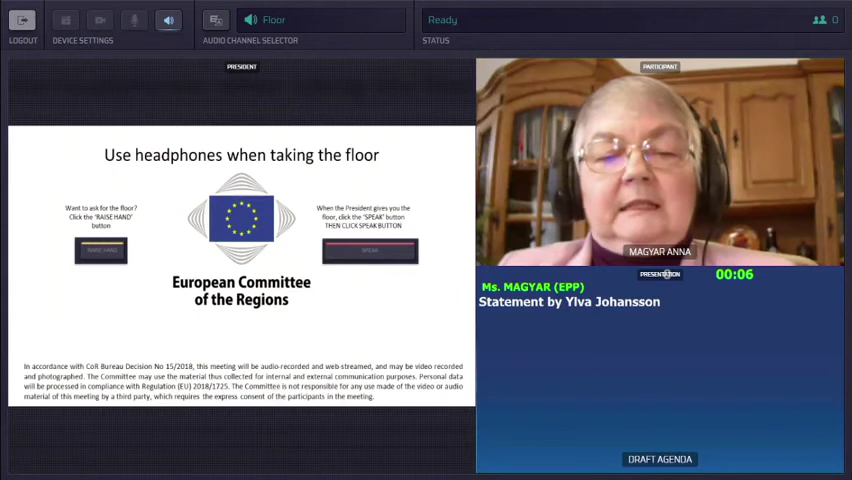 Floor
Ready
0
LOGOUT
DEVICE SETTINGS
AUDIO CHANNEL SELECTOR
STATUS
PRESIDENT
PARTICIPANT
Use headphones when taking the floor
Want to ask for the floor?
Click the 'RAISE HAND'
button
RAISE HAND
When the President gives you the
floor, click the 'SPEAK' button
THEN CLICK SPEAK BUTTON
SPEAK
European Committee
of the Regions
In accordance with CoR Bureau Decision No 15/2018, this meeting will be audio-recorded and web-streamed, and may be video recorded
and photographed. The Committee may use the material thus collected for internal and external communication purposes. Personal data
will be processed in compliance with Regulation (EU) 2018/1725. The Committee is not responsible for any use made of the video or audio
material of this meeting by a third party, which requires the express consent of the participants in the meeting.
MAGYAR ANNA
PRESENTATION
00:06
Ms. MAGYAR (EPP)
Statement by Ylva Johansson
DRAFT AGENDA